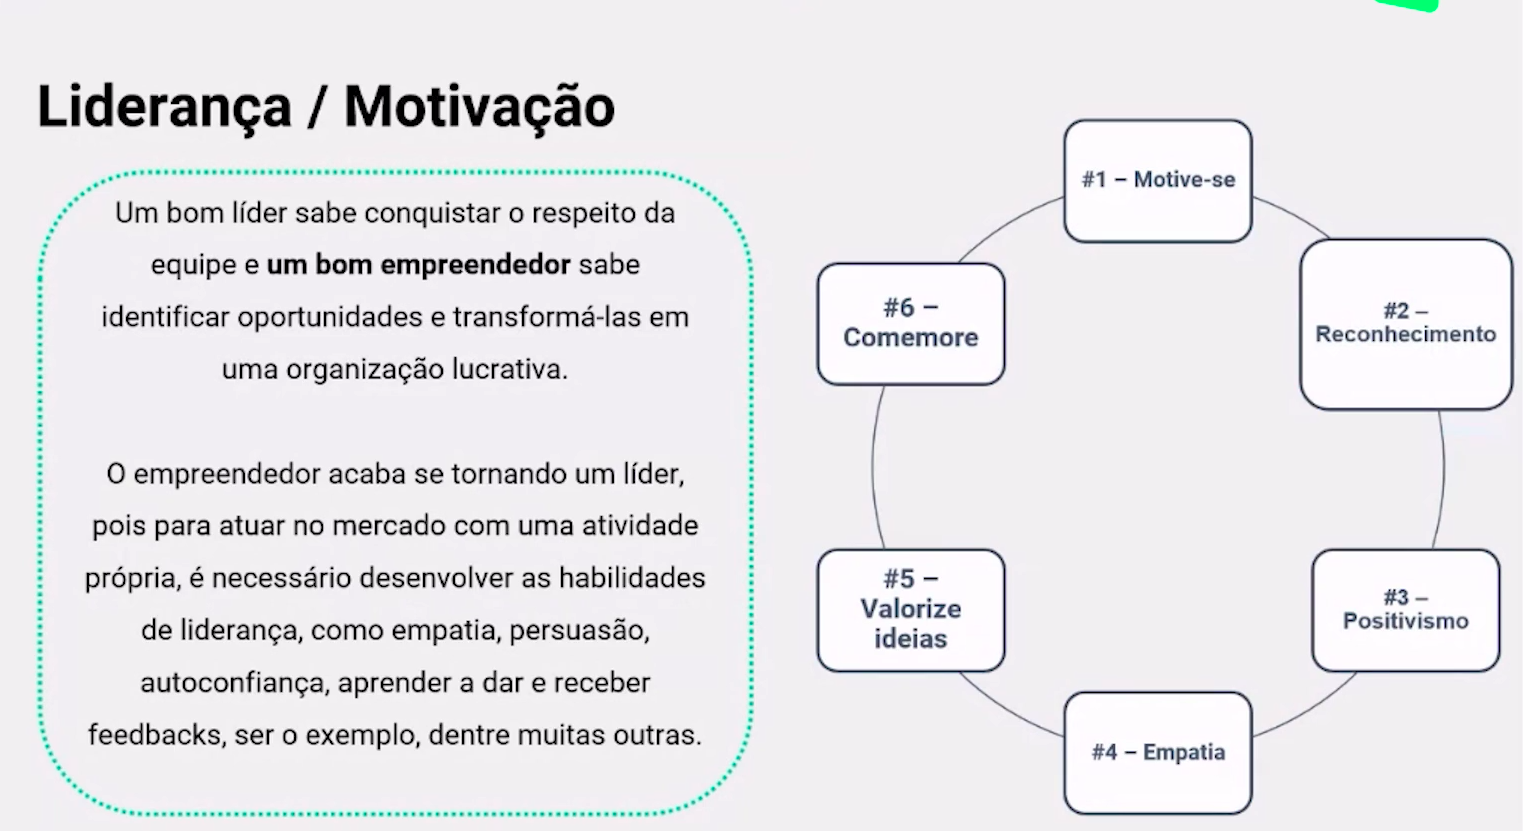 Liderança / Motivação
Um bom líder sabe conquistar o respeito da
equipe e um bom empreendedor sabe
identificar oportunidades e transformá-las em
uma organização lucrativa.
O empreendedor acaba se tornando um líder,
pois para atuar no mercado com uma atividade
própria, é necessário desenvolver as habilidades
de liderança, como empatia, persuasão,
autoconfiança, aprender a dar e receber
feedbacks, ser o exemplo, dentre muitas outras.
#1 – Motive-se
#2 –
Reconhecimento
#3 –
Positivismo
#4 – Empatia
#5 –
Valorize
ideias
#6 –
Comemore